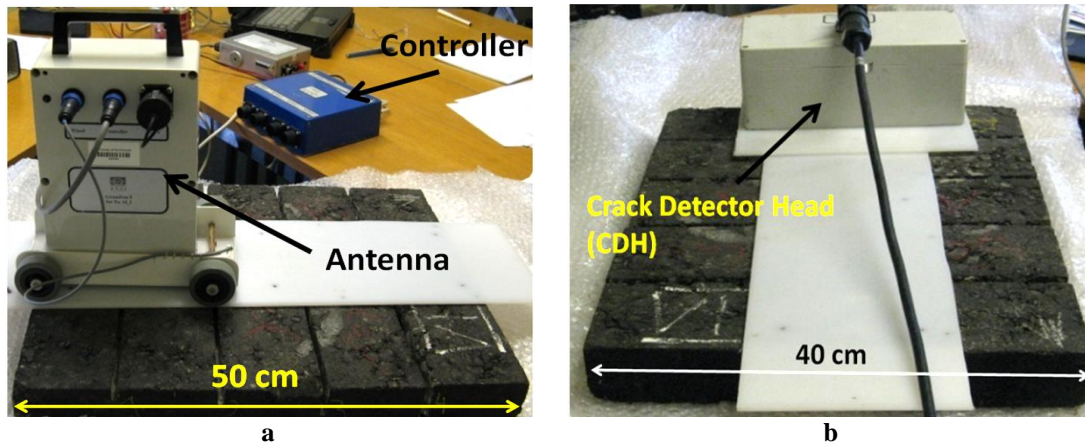 Controller
Antenna
50 cm
a
Crack Detector Head
(CDH)
40 cm
b